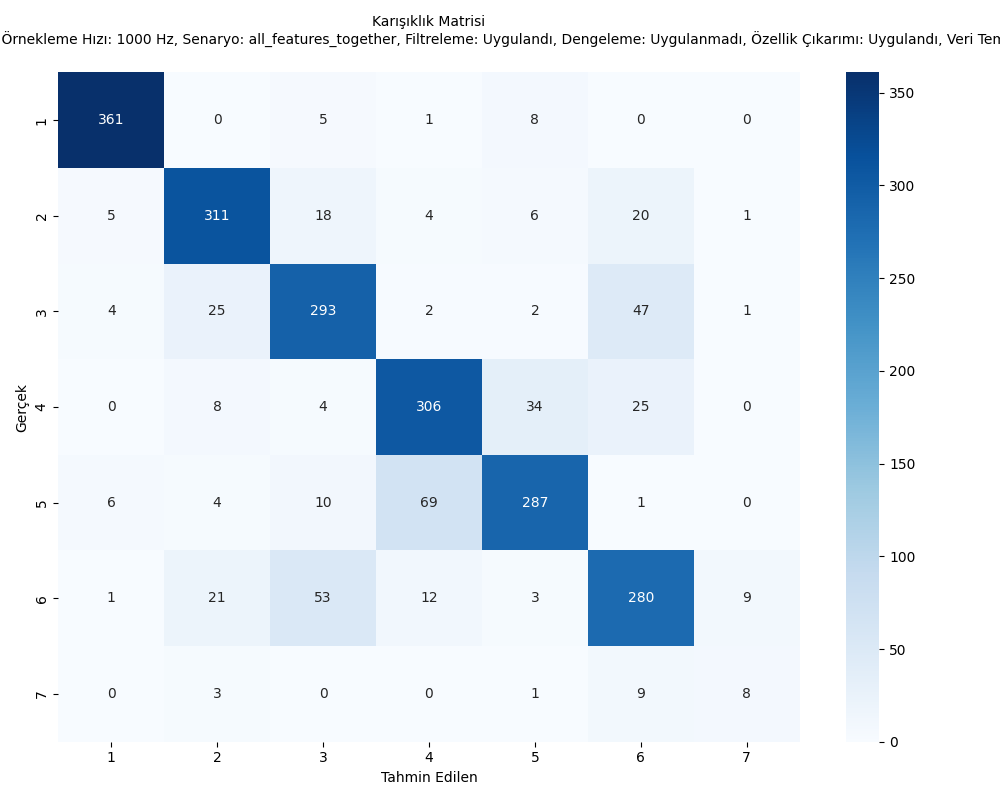 Karışıklık Matrisi
Örnekleme Hızı: 1000 Hz, Senaryo: all_features_together, Filtreleme: Uygulandı, Dengeleme: Uygulanmadı, Özellik Çıkarımı: Uygulandı, Veri Tem
1 361 0 5 1 8 0 0
2 5 311 18 4 6 20 1
3 4 25 293 2 2 47 1
4 0 8 4 306 34 25 0
5 6 4 10 69 287 1 0
6 1 21 53 12 3 280 9
7 0 3 0 0 1 9 8
1 2 3 4 5 6 7
Gerçek
Tahmin Edilen
350
300
250
200
150
100
50
0